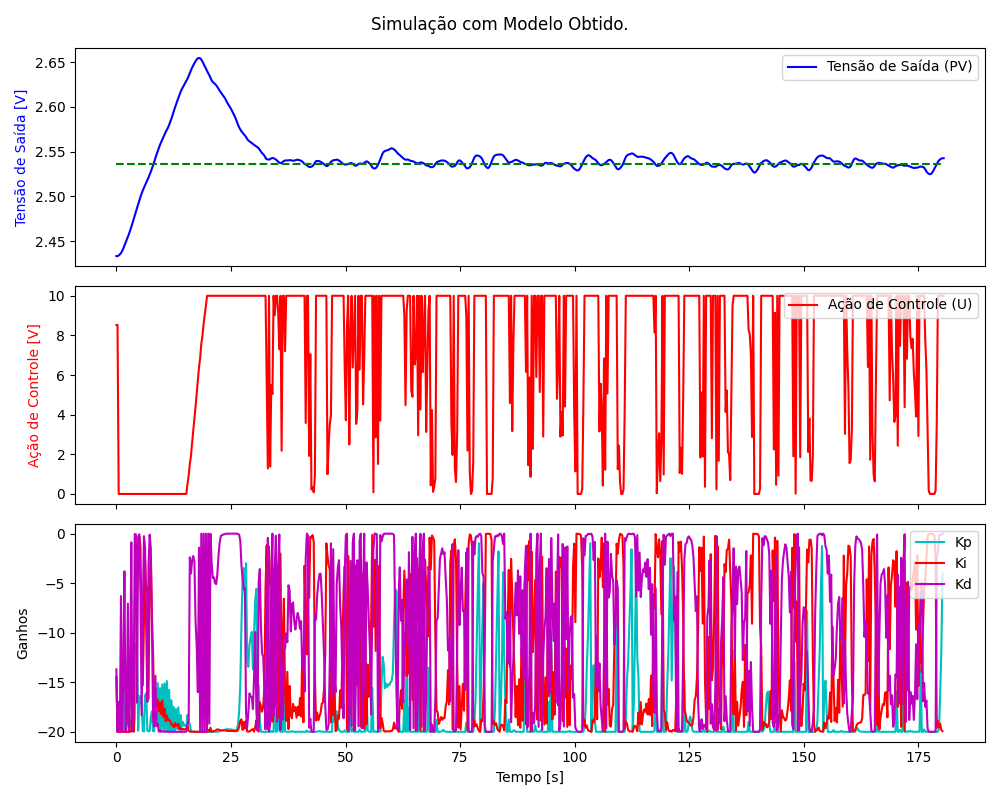 Simulação com Modelo Obtido.
Tensão de Saída [V]
2.65
2.60
2.55
2.50
2.45
Tensão de Saída (PV)
Ação de Controle [V]
10
8
6
4
2
0
Ação de Controle (U)
Ganhos
0
−5
−10
−15
−20
Kp
Ki
Kd
0 25 50 75 100 125 150 175
Tempo [s]